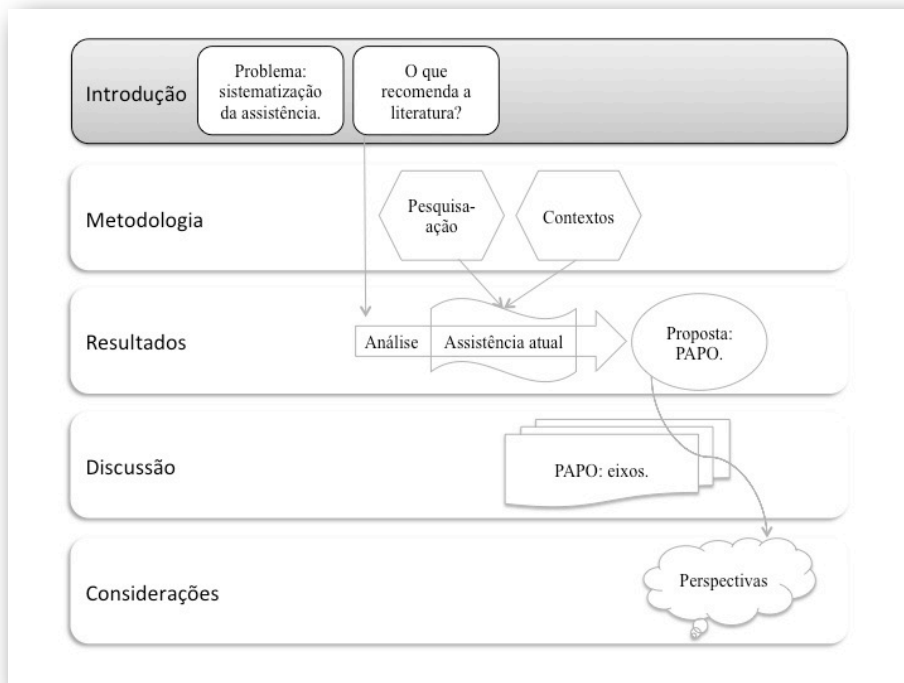 Introdução
Problema:
sistematização
da assistência.
O que
recomenda a
literatura?
Metodologia
Pesquisa-
ação
Contextos
Resultados
Análise
Assistência atual
Proposta:
PAPO.
Discussão
PAPO: eixos.
Considerações
Perspectivas